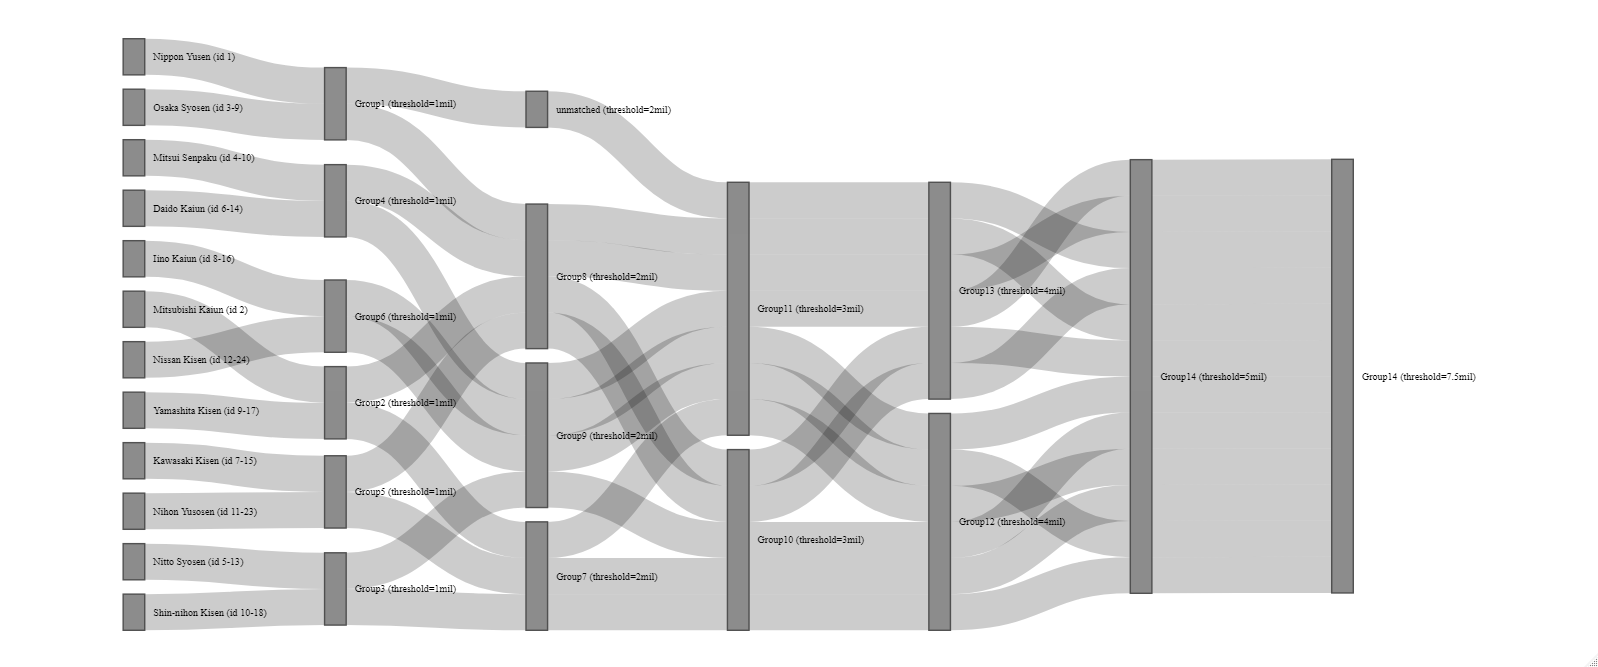 Nippon Yusen (id 1)
Osaka Syosen (id 3-9)
Mitsui Senpaku (id 4-10)
Daido Kaiun (id 6-14)
Iino Kaiun (id 8-16)
Mitsubishi Kaiun (id 2)
Nissan Kisen (id 12-24)
Yamashita Kisen (id 9-17)
Kawasaki Kisen (id 7-15)
Nihon Yusosen (id 11-23)
Nitto Syosen (id 5-13)
Shin-nihon Kisen (id 10-18)
Group1 (threshold=1mil)
Group4 (threshold=1mil)
Group6 (threshold=1mil)
Group2 (threshold=1mil)
Group5 (threshold=1mil)
Group3 (threshold=1mil)
unmatched (threshold=2mil)
Group8 (threshold=2mil)
Group9 (threshold=2mil)
Group7 (threshold=2mil)
Group11 (threshold=3mil)
Group10 (threshold=3mil)
Group13 (threshold=4mil)
Group12 (threshold=4mil)
Group14 (threshold=5mil)
Group14 (threshold=7.5mil)